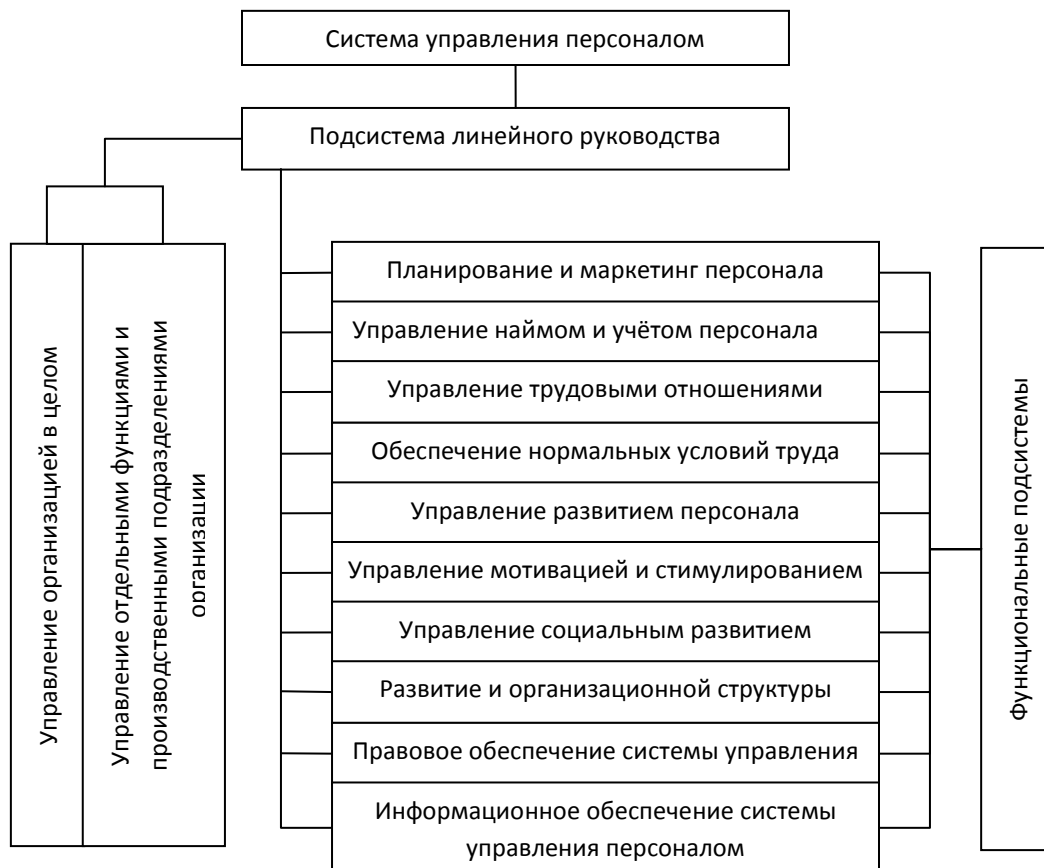 Система управления персоналом
Подсистема линейного руководства
Управление организацией в целом
Управление отдельными функциями и
производственными подразделениями
организации
Планирование и маркетинг персонала
Управление наймом и учётом персонала
Управление трудовыми отношениями
Обеспечение нормальных условий труда
Управление развитием персонала
Управление мотивацией и стимулированием
Управление социальным развитием
Развитие и организационной структуры
Правовое обеспечение системы управления
Информационное обеспечение системы
управления персоналом
Функциональные подсистемы